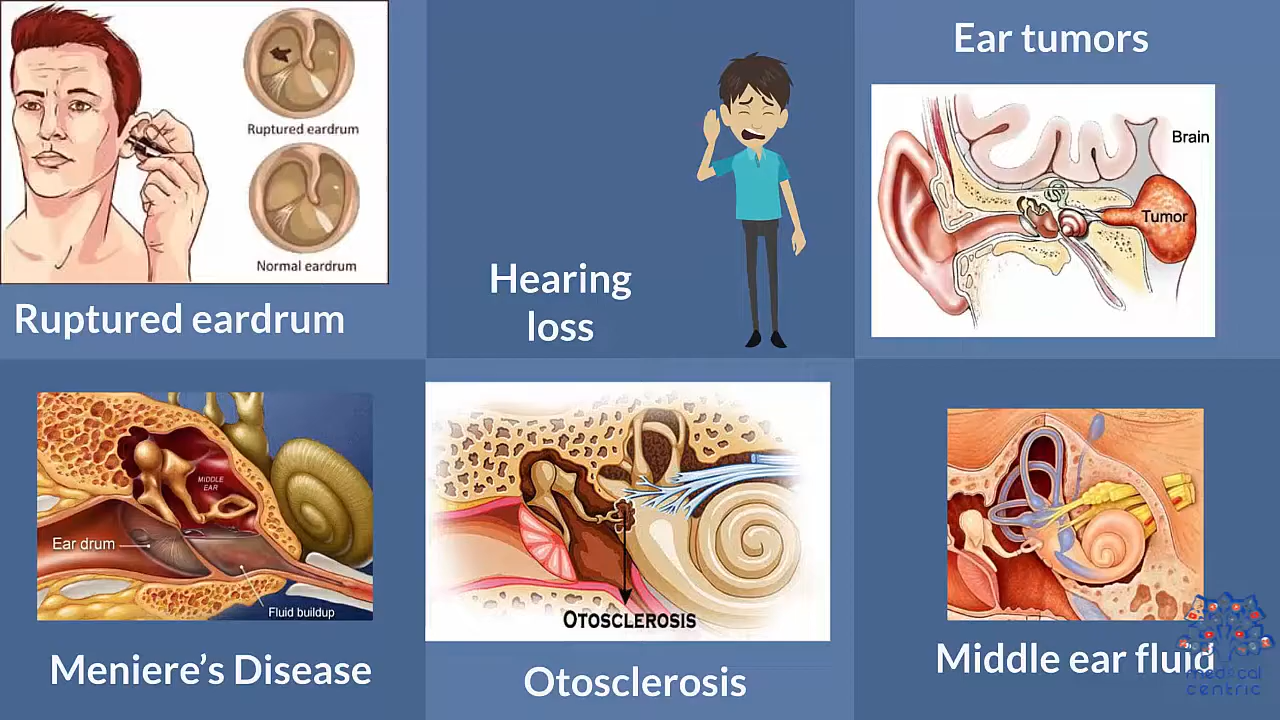 Ruptured eardrum
Normal eardrum
Ruptured eardrum
Hearing
loss
Ear tumors
Brain
Tumor
MIDDLE
EAR
Ear drum
Fluid buildup
Meniere’s Disease
OTOSCLEROSIS
Otosclerosis
Middle ear fluid
medical
centric